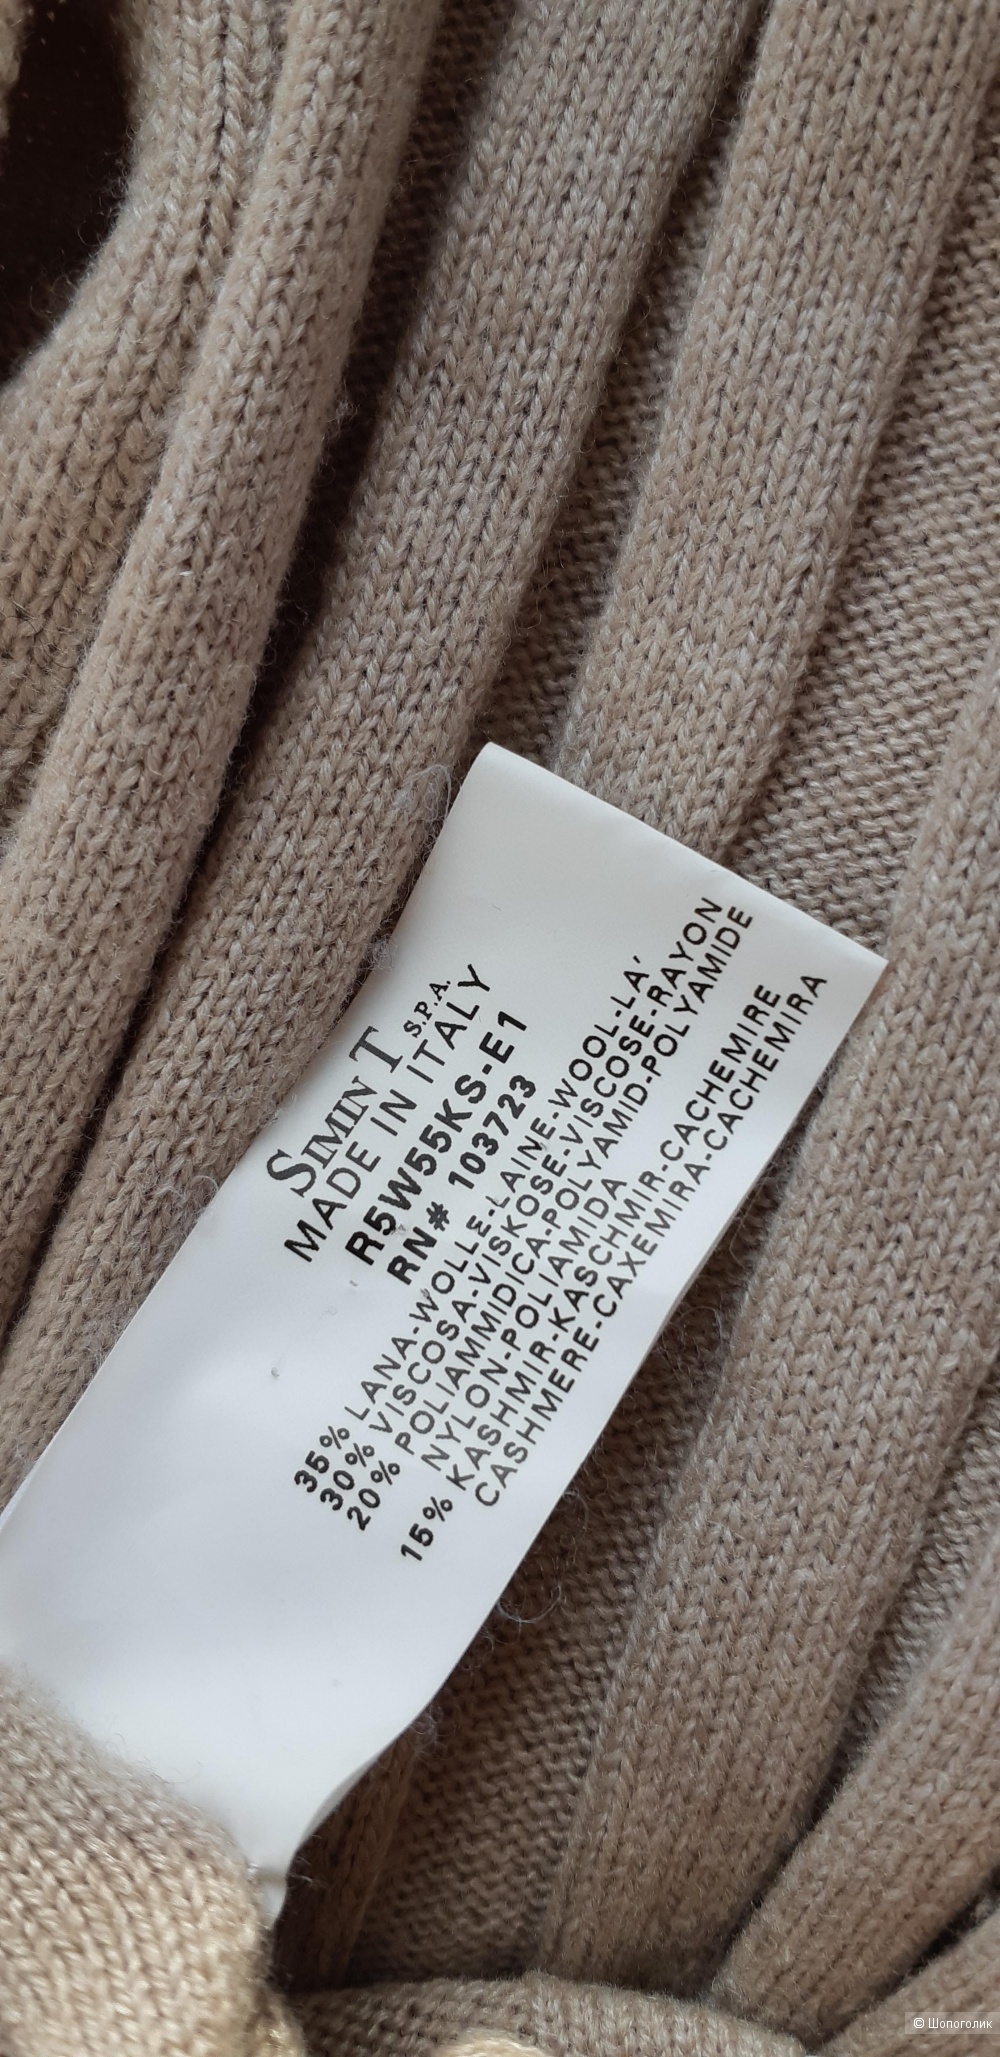 SIMIN T S.P.A.
MADE IN ITALY
R5W55KS-E1
RN# 103723
35% LANA-WOLLE-LAINE-WOOL-LA'
30% VISCOSA-VISKOSE-VISCOSE-RAYON
20% POLIAMMIDICA-POLYAMID-POLYAMIDE
NYLON-POLIAMIDA
15% KASHMIR-KASCHMIR-CACHEMIRE
CASHMERE-CAXEMIRA-CACHEMIRA
© Шопоголик